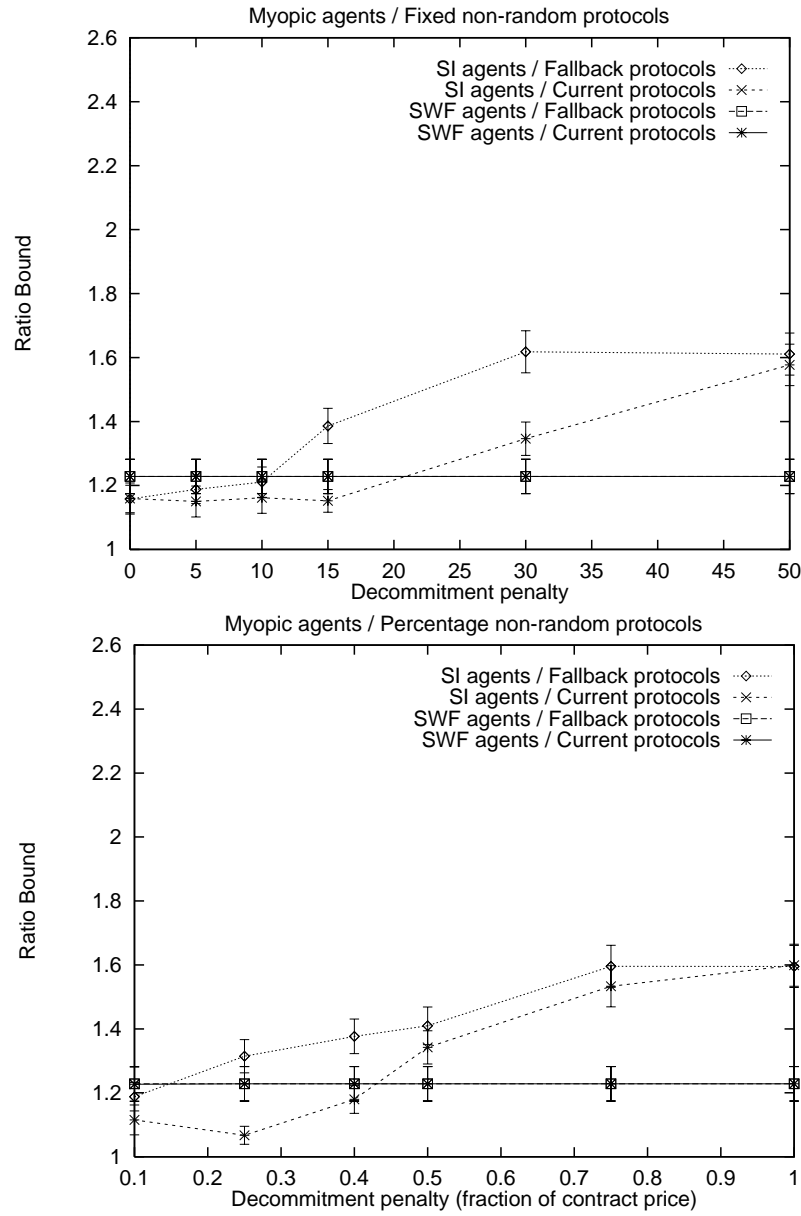 Myopic agents / Fixed non-random protocols
2.6
2.4
2.2
2
1.8
1.6
1.4
1.2
1
Ratio Bound
SI agents / Fallback protocols
SI agents / Current protocols
SWF agents / Fallback protocols
SWF agents / Current protocols
0 5 10 15 20 25 30 35 40 45 50
Decommitment penalty
Myopic agents / Percentage non-random protocols
2.6
2.4
2.2
2
1.8
1.6
1.4
1.2
1
Ratio Bound
SI agents / Fallback protocols
SI agents / Current protocols
SWF agents / Fallback protocols
SWF agents / Current protocols
0.1 0.2 0.3 0.4 0.5 0.6 0.7 0.8 0.9 1
Decommitment penalty (fraction of contract price)